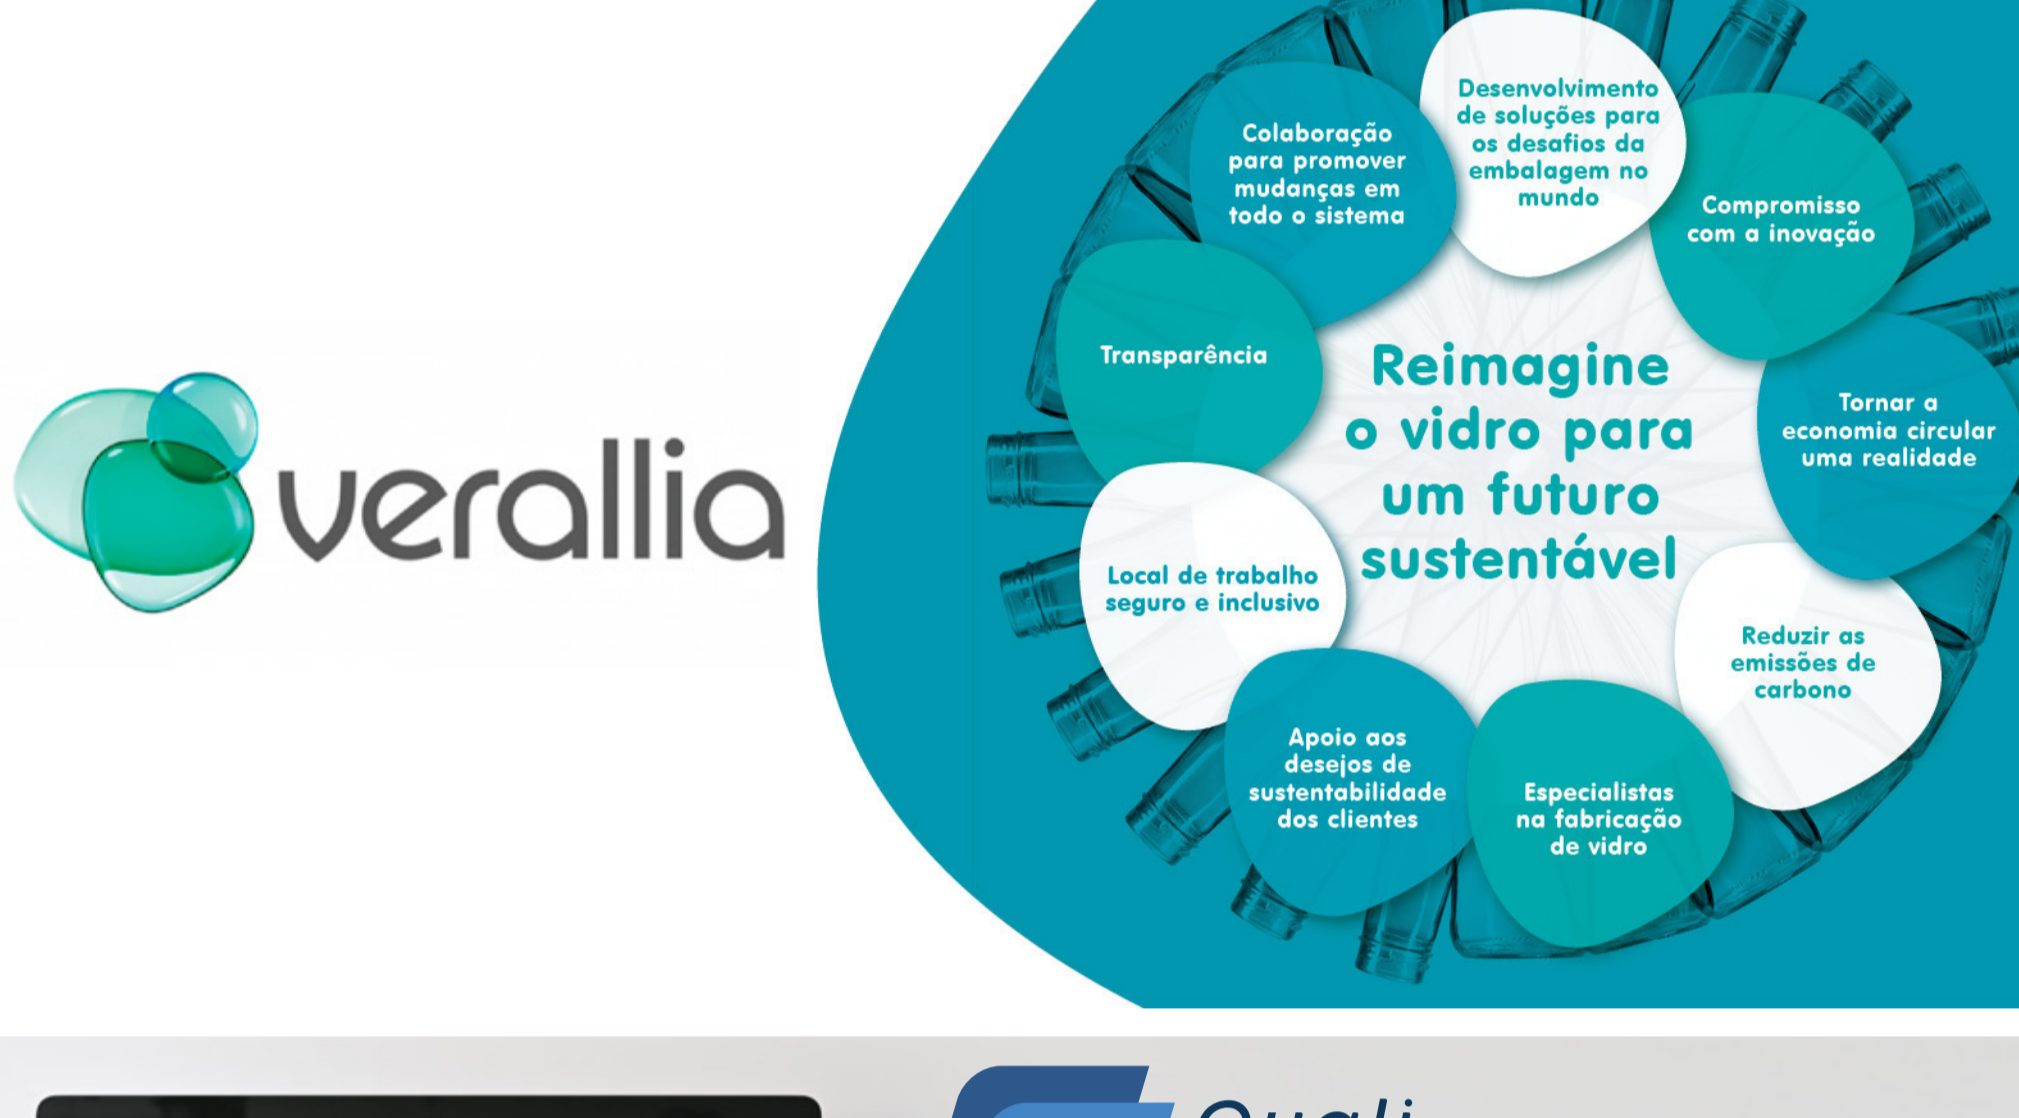 verallia
Desenvolvimento
de soluções para
os desafios da
embalagem no
mundo
Colaboração
para promover
mudanças em
todo o sistema
Compromisso
com a inovação
Transparência
Reimagine
o vidro para
um futuro
sustentável
Tornar a
economia circular
uma realidade
Local de trabalho
seguro e inclusivo
Reduzir as
emissões de
carbono
Apoio aos
desejos de
sustentabilidade
dos clientes
Especialistas
na fabricação
de vidro
Quali